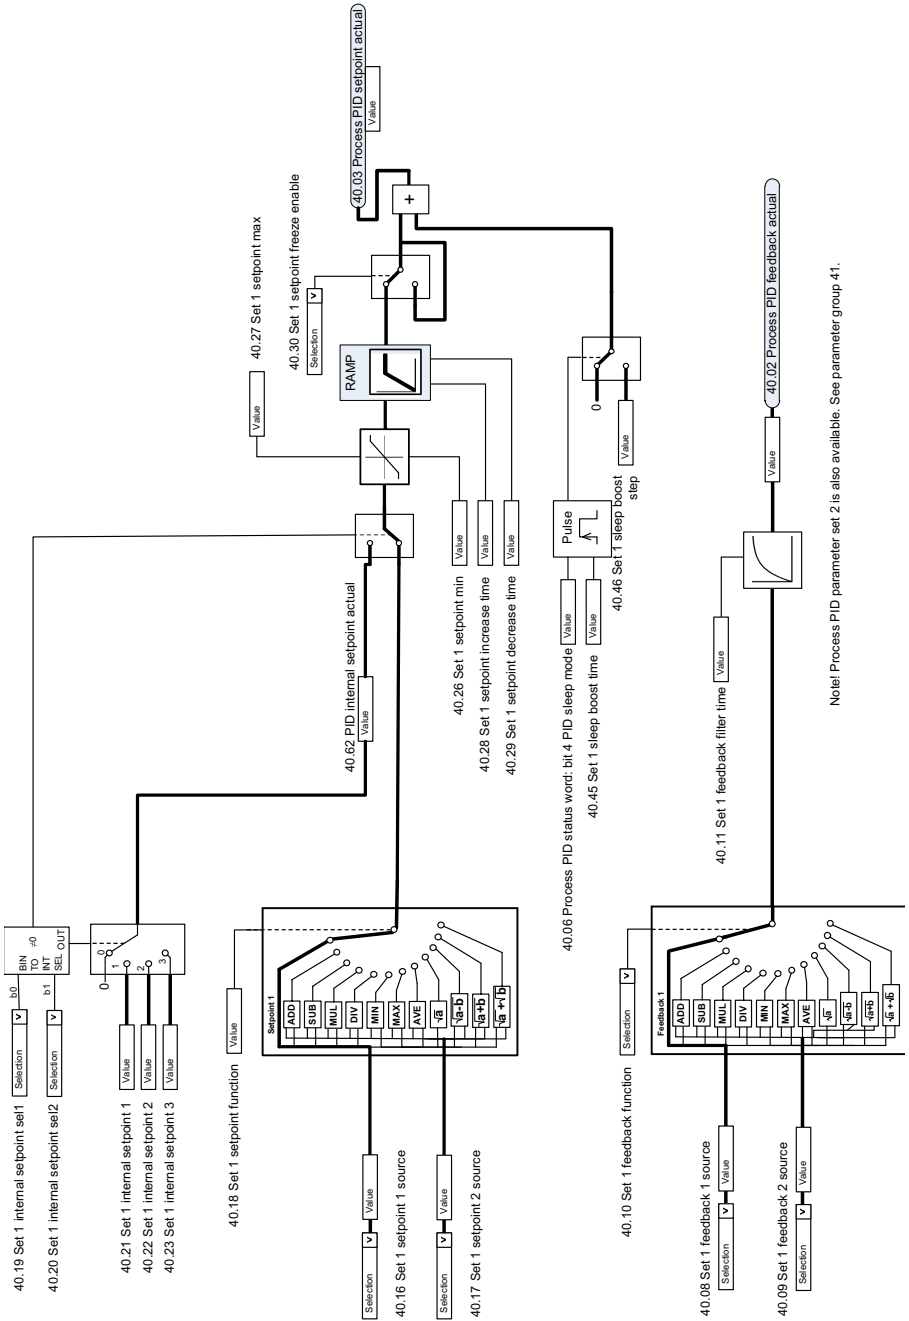 40.19 Set 1 internal setpoint sel1
Selection
b0
40.20 Set 1 internal setpoint sel2
Selection
b1
BIN
TO
INT
SEL
≠0
OUT
0
0
1
2
3
40.21 Set 1 internal setpoint 1
Value
40.22 Set 1 internal setpoint 2
Value
40.23 Set 1 internal setpoint 3
Value
40.62 PID internal setpoint actual
Value
40.18 Set 1 setpoint function
Value
Setpoint 1
ADD
SUB
MUL
DIV
MIN
MAX
AVE
√a
√a-b
√a+b
√a+√b
40.16 Set 1 setpoint 1 source
Selection
Value
40.17 Set 1 setpoint 2 source
Selection
Value
40.27 Set 1 setpoint max
Value
40.26 Set 1 setpoint min
Value
40.28 Set 1 setpoint increase time
Value
40.29 Set 1 setpoint decrease time
Value
RAMP
40.30 Set 1 setpoint freeze enable
Selection
+
40.03 Process PID setpoint actual
Value
40.06 Process PID status word: bit 4 PID sleep mode
Value
40.45 Set 1 sleep boost time
Value
Pulse
0
40.46 Set 1 sleep boost
step
Value
40.10 Set 1 feedback function
Selection
Feedback 1
ADD
SUB
MUL
DIV
MIN
MAX
AVE
√a
√a-b
√a+b
√a+√b
40.08 Set 1 feedback 1 source
Selection
Value
40.09 Set 1 feedback 2 source
Selection
Value
40.11 Set 1 feedback filter time
Value
Value
40.02 Process PID feedback actual
Note! Process PID parameter set 2 is also available. See parameter group 41.